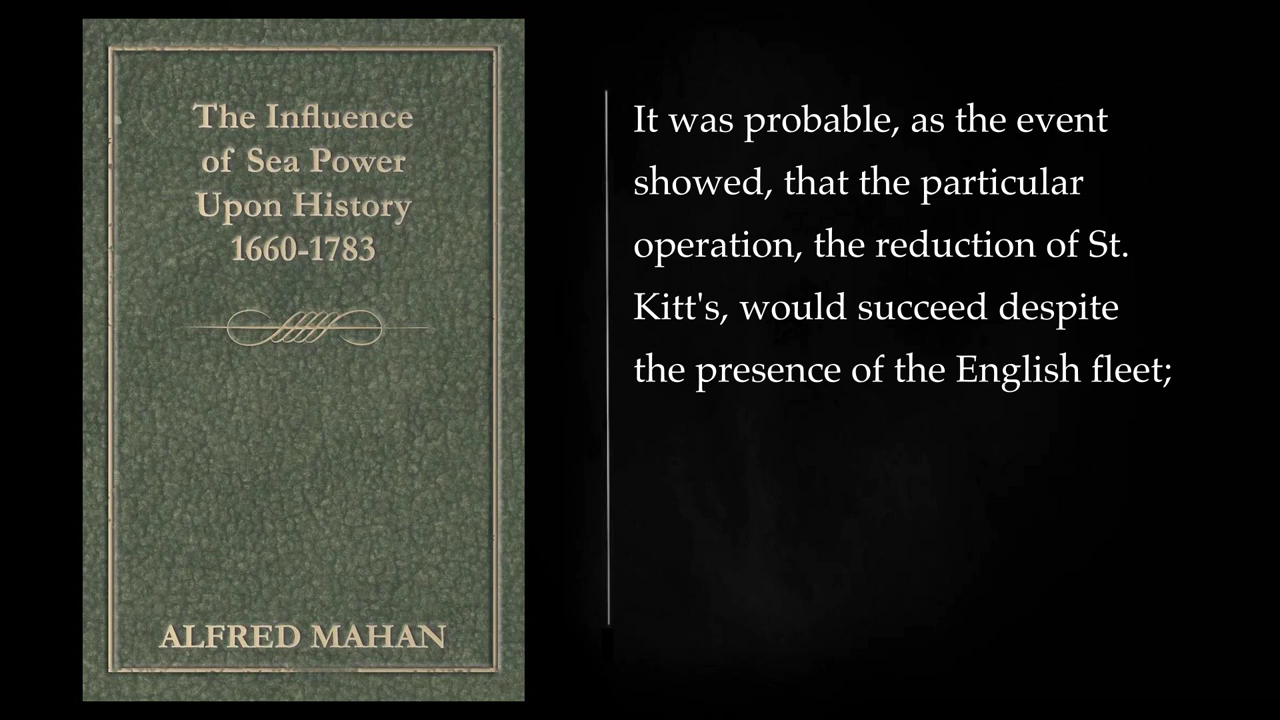 The Influence
of Sea Power
Upon History
1660-1783
ALFRED MAHAN
It was probable, as the event
showed, that the particular
operation, the reduction of St.
Kitt's, would succeed despite
the presence of the English fleet;